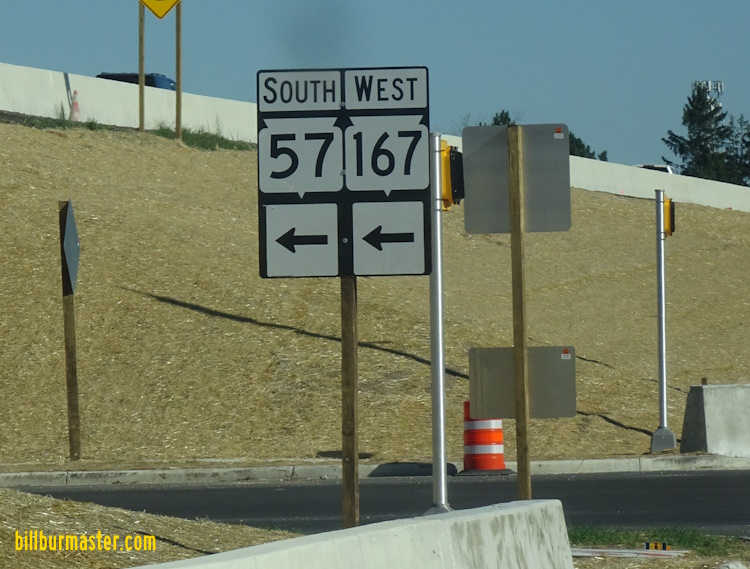 SOUTH WEST
57 167
billburmaster.com